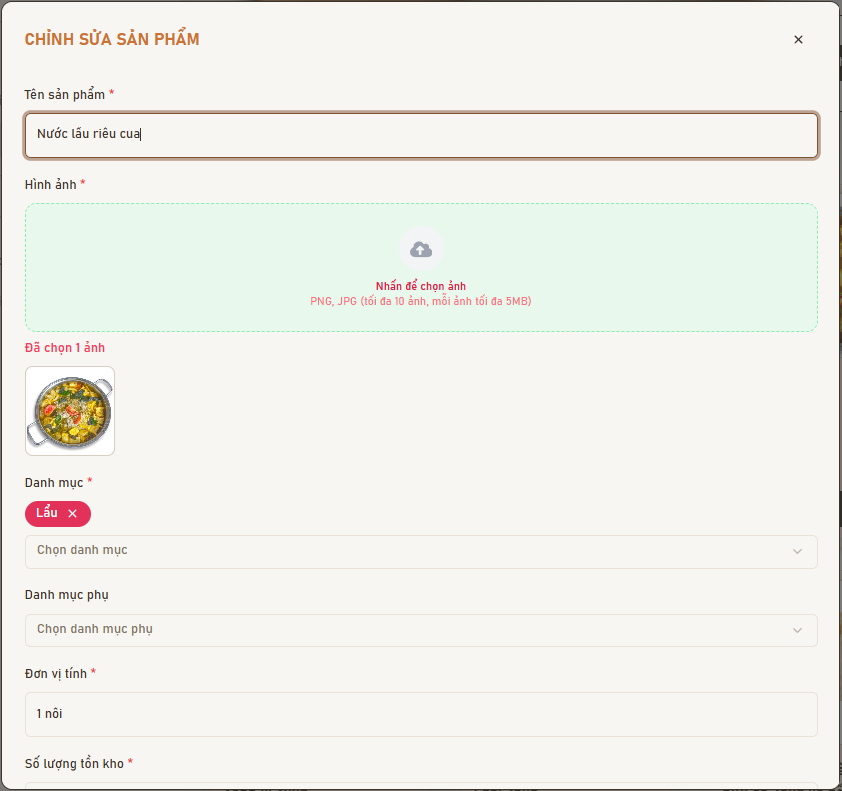 CHỈNH SỬA SẢN PHẨM
Tên sản phẩm *
Nước lẩu riêu cua
Hình ảnh *
Nhấn để chọn ảnh
PNG, JPG (tối đa 10 ảnh, mỗi ảnh tối đa 5MB)
Đã chọn 1 ảnh
Danh mục *
Lẩu ×
Chọn danh mục
Danh mục phụ
Chọn danh mục phụ
Đơn vị tính *
1 nồi
Số lượng tồn kho *